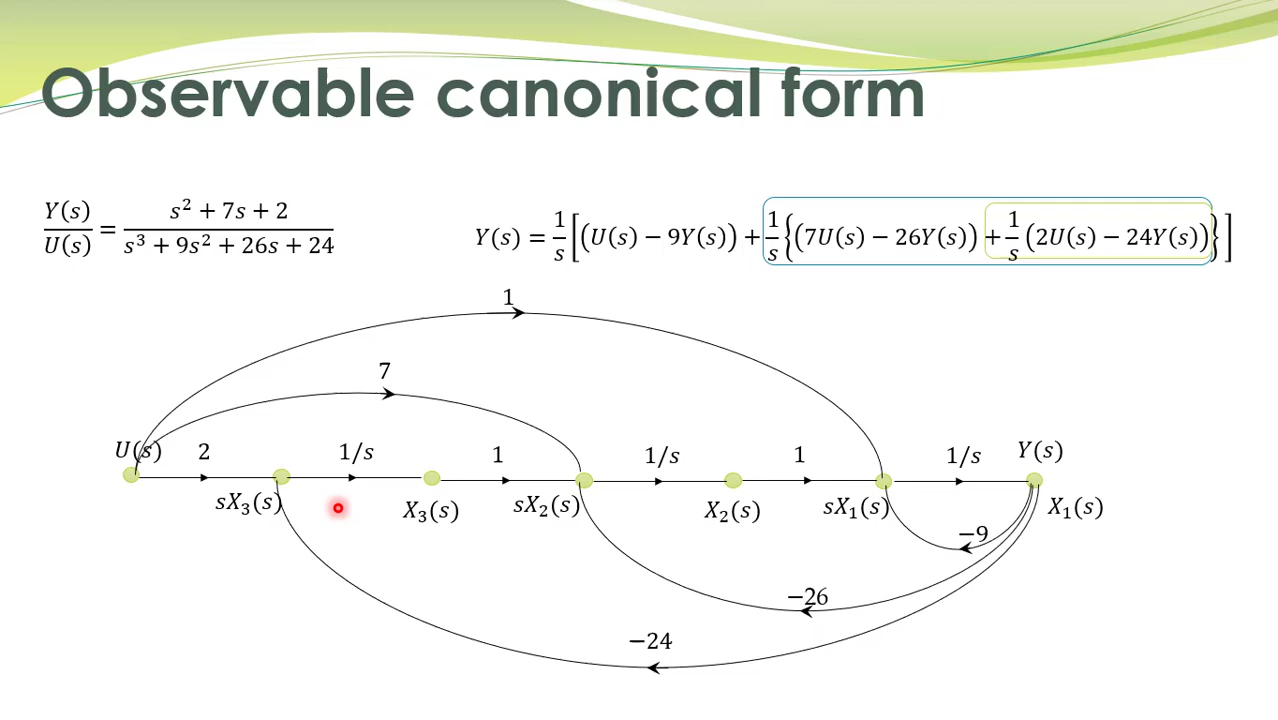 Observable canonical form
Y(s)/U(s) = (s² + 7s + 2)/(s³ + 9s² + 26s + 24)
Y(s) = 1/s[(U(s) − 9Y(s)) + 1/s{(7U(s) − 26Y(s)) + 1/s(2U(s) − 24Y(s))}]
1
7
U(s) 2 1/s 1 1/s 1 1/s Y(s)
sX₃(s) X₃(s) sX₂(s) X₂(s) sX₁(s) X₁(s)
−9
−26
−24